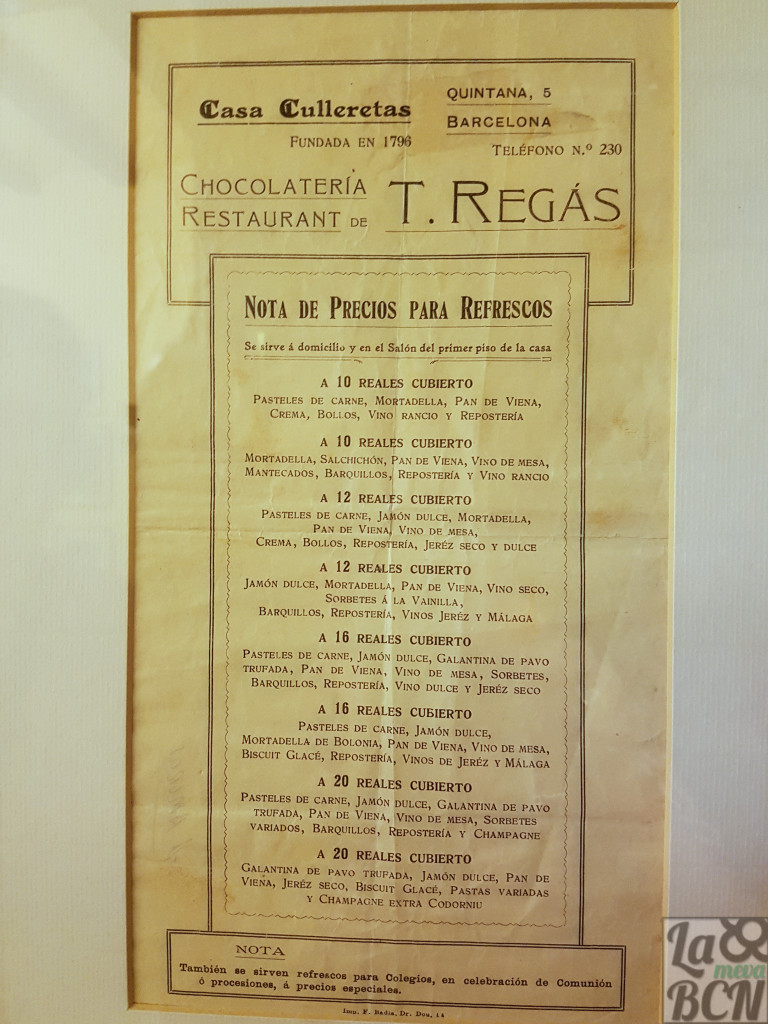 Casa Culleretas
QUINTANA, 5
BARCELONA
FUNDADA EN 1796
TELÉFONO N.º 230
CHOCOLATERÍA
RESTAURANT DE
T. REGÁS
NOTA DE PRECIOS PARA REFRESCOS
Se sirve á domicilio y en el Salón del primer piso de la casa
A 10 REALES CUBIERTO
PASTELES DE CARNE, MORTADELLA, PAN DE VIENA,
CREMA, BOLLOS, VINO RANCIO Y REPOSTERÍA
A 10 REALES CUBIERTO
MORTADELLA, SALCHICHÓN, PAN DE VIENA, VINO DE MESA,
MANTECADOS, BARQUILLOS, REPOSTERÍA Y VINO RANCIO
A 12 REALES CUBIERTO
PASTELES DE CARNE, JAMÓN DULCE, MORTADELLA,
PAN DE VIENA, VINO DE MESA,
CREMA, BOLLOS, REPOSTERÍA, JERÉZ SECO Y DULCE
A 12 REALES CUBIERTO
JAMÓN DULCE, MORTADELLA, PAN DE VIENA, VINO SECO,
SORBETES Á LA VAINILLA,
BARQUILLOS, REPOSTERÍA, VINOS JERÉZ Y MÁLAGA
A 16 REALES CUBIERTO
PASTELES DE CARNE, JAMÓN DULCE, GALANTINA DE PAVO
TRUFADA, PAN DE VIENA, VINO DE MESA, SORBETES,
BARQUILLOS, REPOSTERÍA, VINO DULCE Y JERÉZ SECO
A 16 REALES CUBIERTO
PASTELES DE CARNE, JAMÓN DULCE,
MORTADELLA DE BOLONIA, PAN DE VIENA, VINO DE MESA,
BISCUIT GLACÉ, REPOSTERÍA, VINOS DE JERÉZ Y MÁLAGA
A 20 REALES CUBIERTO
PASTELES DE CARNE, JAMÓN DULCE, GALANTINA DE PAVO
TRUFADA, PAN DE VIENA, VINO DE MESA, SORBETES
VARIADOS, BARQUILLOS, REPOSTERÍA Y CHAMPAGNE
A 20 REALES CUBIERTO
GALANTINA DE PAVO TRUFADA, JAMÓN DULCE, PAN DE
VIENA, JERÉZ SECO, BISCUIT GLACÉ, PASTAS VARIADAS
Y CHAMPAGNE EXTRA CODORNIU
NOTA
También se sirven refrescos para Colegios, en celebración de Comunión
ó procesiones, á precios especiales.
Imp. F. Badia, Dr. Dou, 14
La
meva
BCN